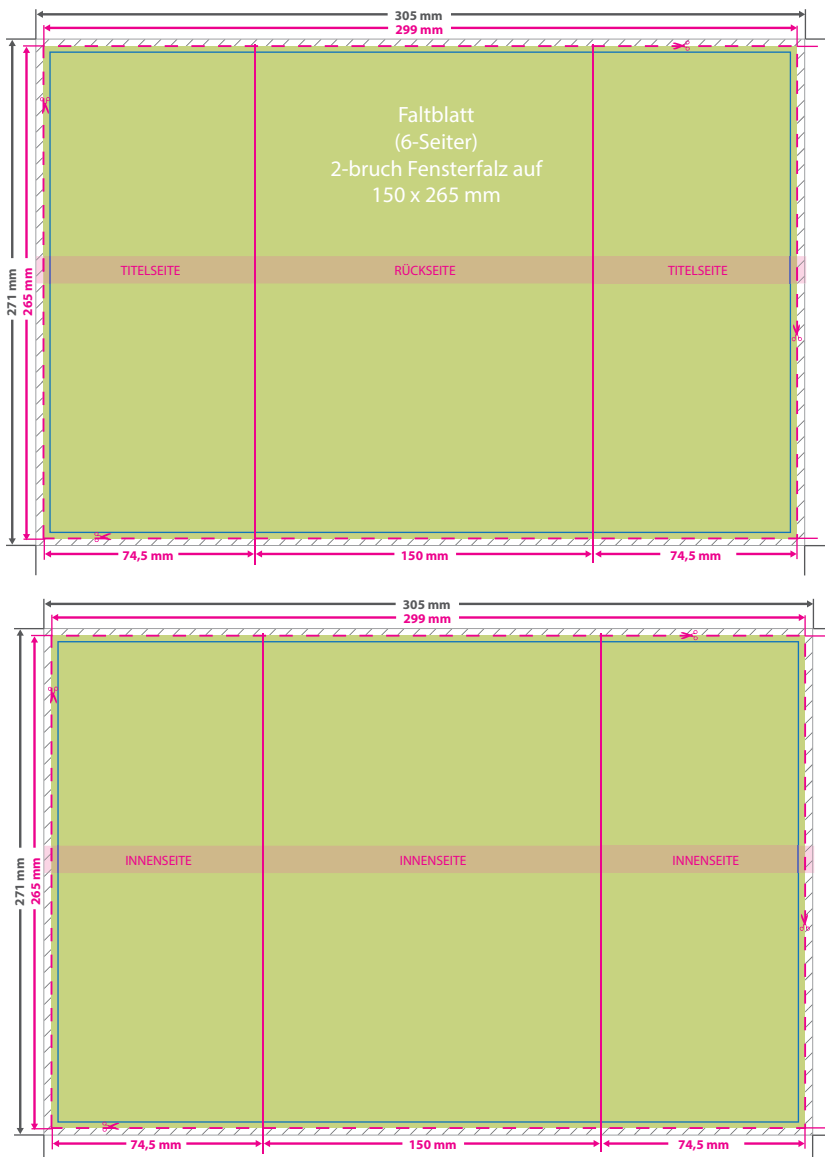 305 mm
299 mm
Faltblatt
(6-Seiter)
2-bruch Fensterfalz auf
150 x 265 mm
271 mm
265 mm
TITELSEITE
RÜCKSEITE
TITELSEITE
74,5 mm
150 mm
74,5 mm
305 mm
299 mm
271 mm
265 mm
INNENSEITE
INNENSEITE
INNENSEITE
74,5 mm
150 mm
74,5 mm